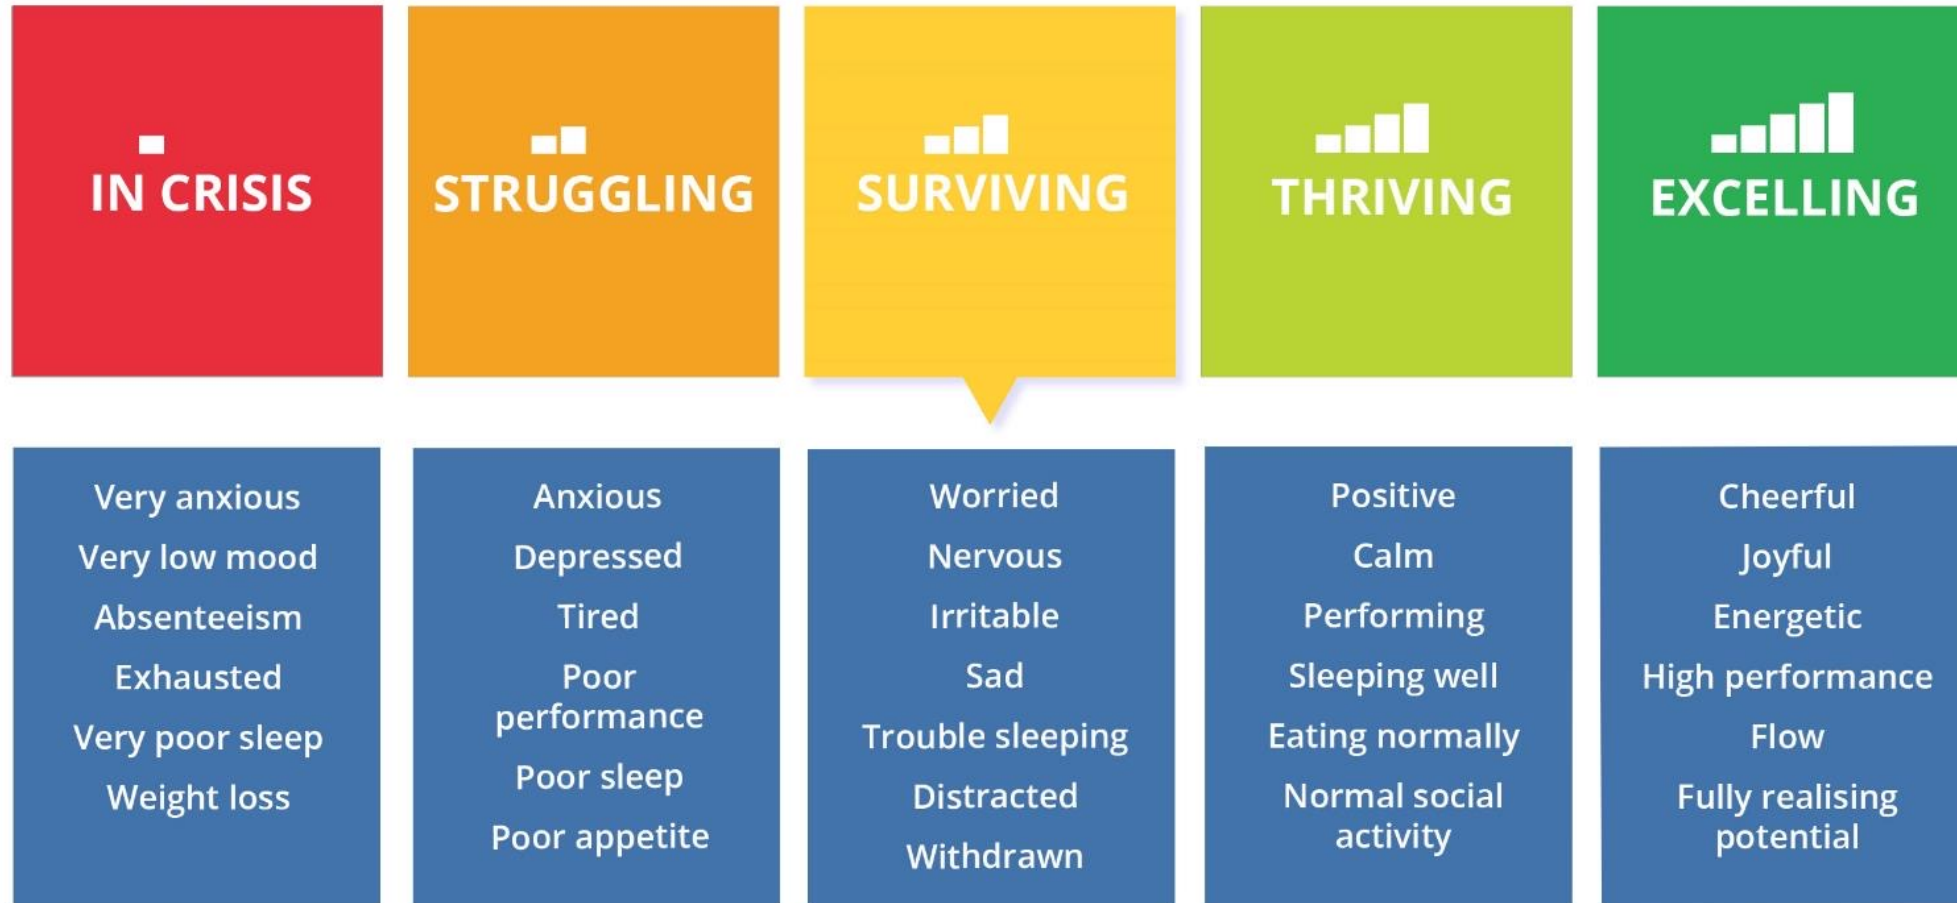 IN CRISIS
STRUGGLING
SURVIVING
THRIVING
EXCELLING
Very anxious
Very low mood
Absenteeism
Exhausted
Very poor sleep
Weight loss
Anxious
Depressed
Tired
Poor
performance
Poor sleep
Poor appetite
Worried
Nervous
Irritable
Sad
Trouble sleeping
Distracted
Withdrawn
Positive
Calm
Performing
Sleeping well
Eating normally
Normal social
activity
Cheerful
Joyful
Energetic
High performance
Flow
Fully realising
potential